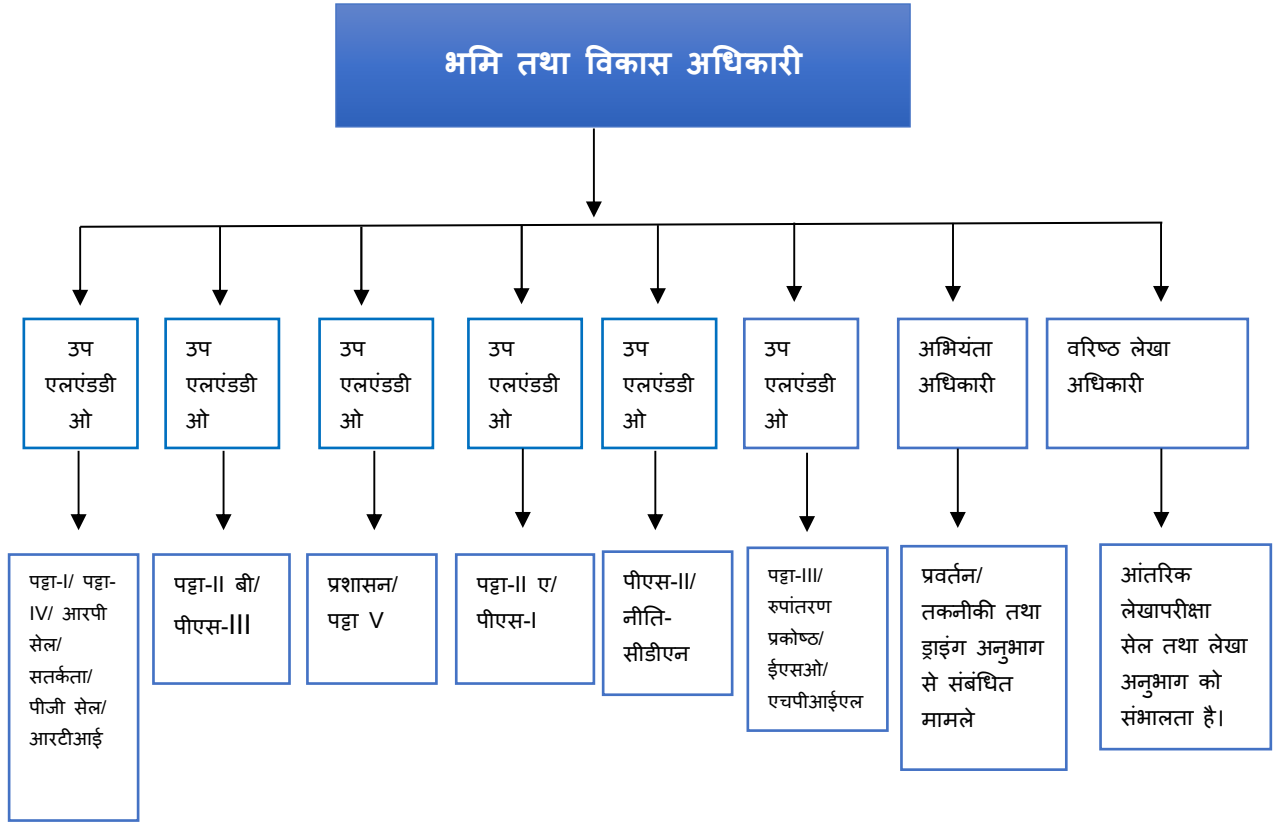 भमि तथा विकास अधिकारी
उप
एलएंडडी
ओ
उप
एलएंडडी
ओ
उप
एलएंडडी
ओ
उप
एलएंडडी
ओ
उप
एलएंडडी
ओ
उप
एलएंडडी
ओ
अभियंता
अधिकारी
वरिष्ठ लेखा
अधिकारी
पट्टा-I/ पट्टा-
IV/ आरपी
सेल/
सतर्कता/
पीजी सेल/
आरटीआई
पट्टा-II बी/
पीएस-III
प्रशासन/
पट्टा V
पट्टा-II ए/
पीएस-I
पीएस-II/
नीति-
सीडीएन
पट्टा-III/
रुपांतरण
प्रकोष्ठ/
ईएसओ/
एचपीआईएल
प्रवर्तन/
तकनीकी तथा
ड्राइंग अनुभाग
से संबंधित
मामले
आंतरिक
लेखापरीक्षा
सेल तथा लेखा
अनुभाग को
संभालता है।